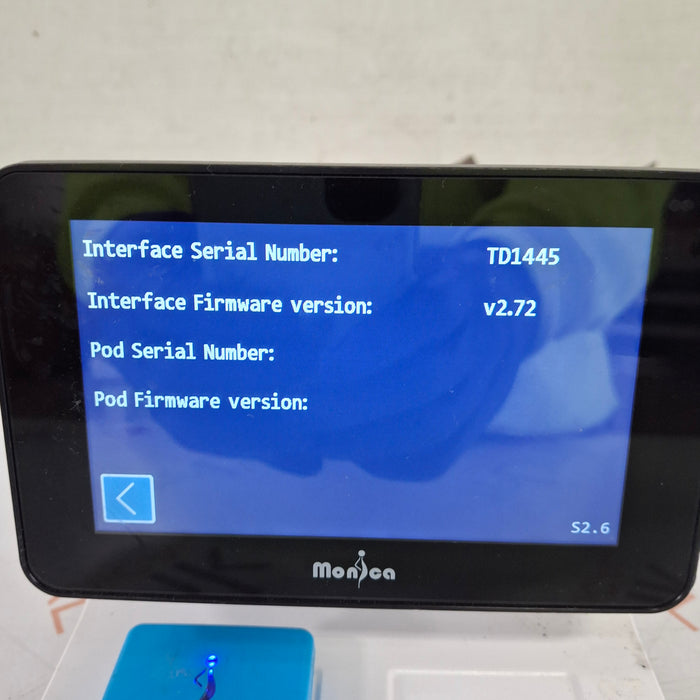 Interface Serial Number: TD1445
Interface Firmware version: v2.72
Pod Serial Number:
Pod Firmware version:
S2.6
Monica